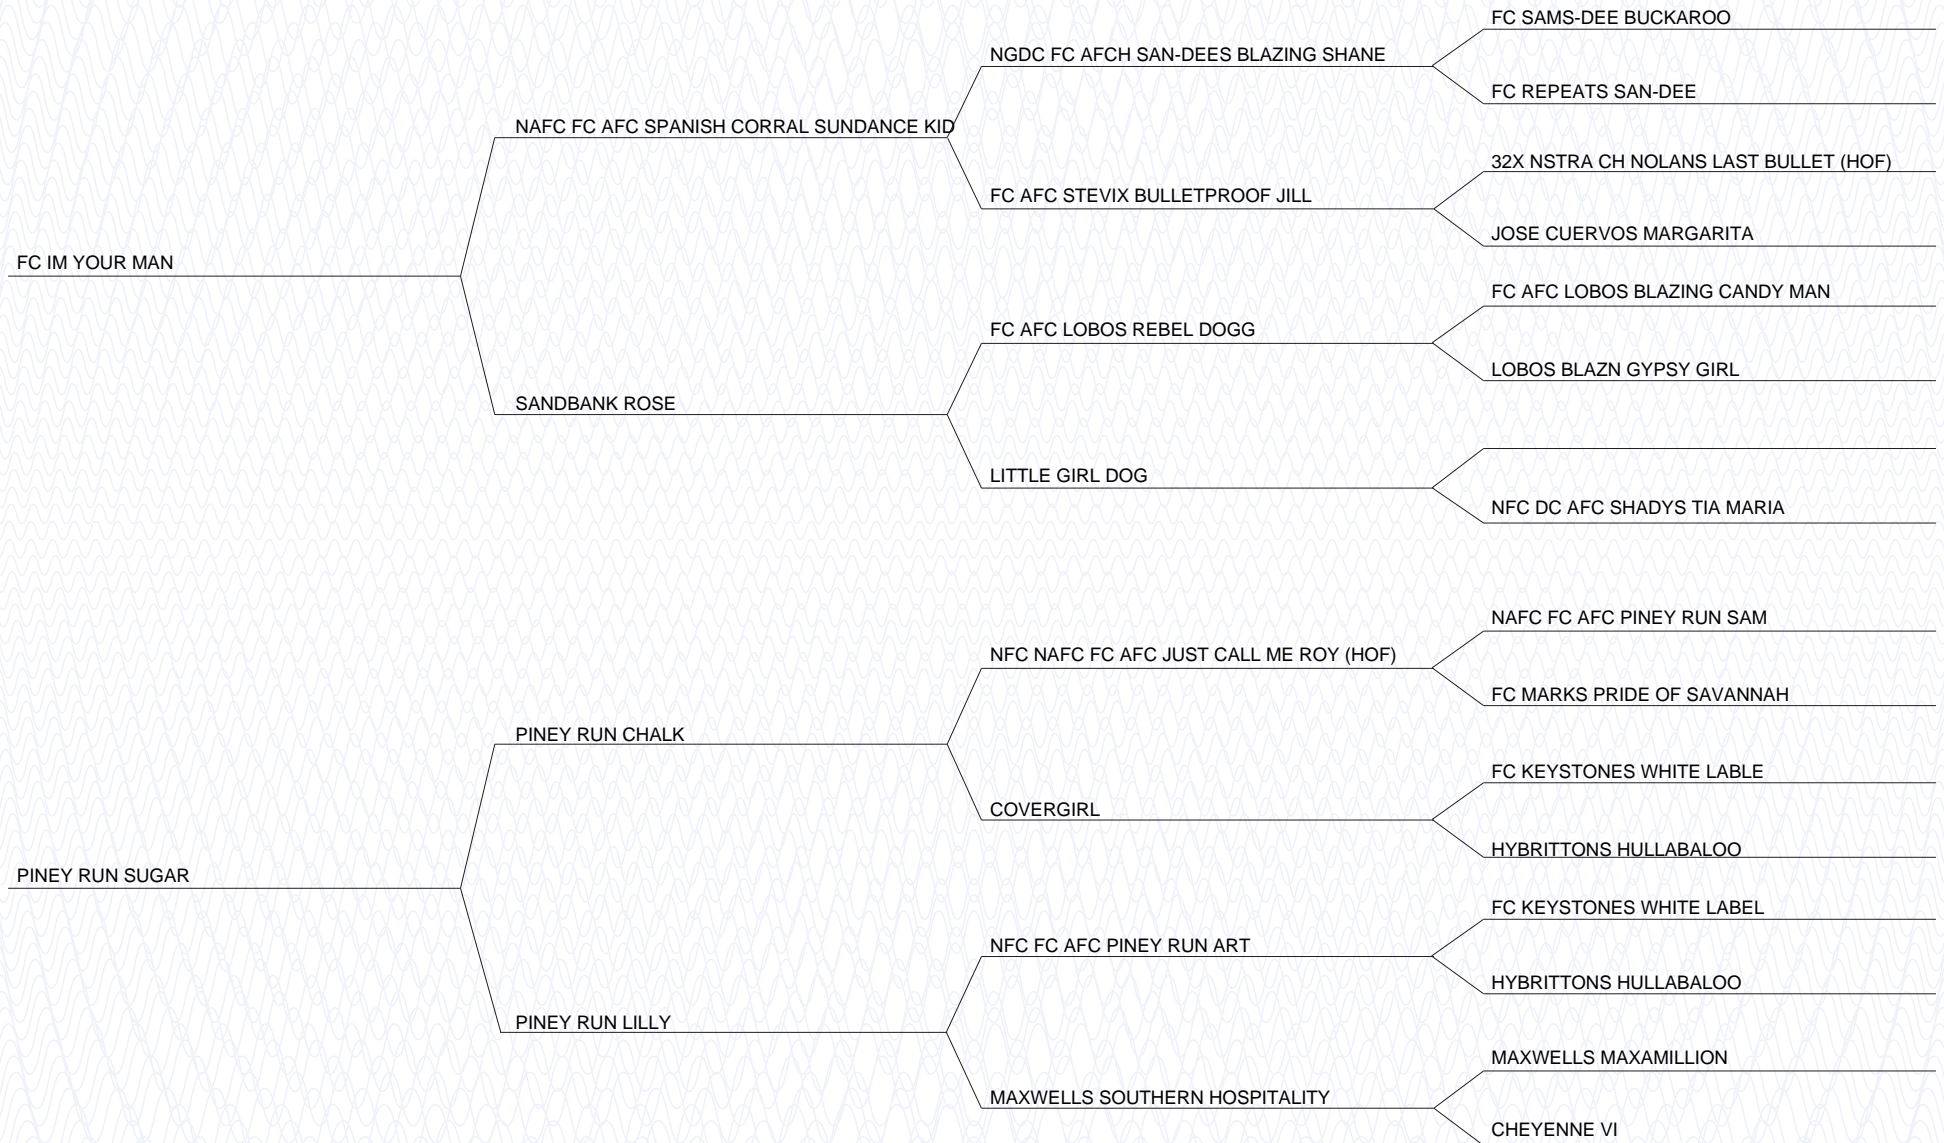 FC SAMS-DEE BUCKAROO
NGDC FC AFCH SAN-DEES BLAZING SHANE
FC REPEATS SAN-DEE
NAFC FC AFC SPANISH CORRAL SUNDANCE KID
32X NSTRA CH NOLANS LAST BULLET (HOF)
FC AFC STEVIX BULLETPROOF JILL
JOSE CUERVOS MARGARITA
FC IM YOUR MAN
FC AFC LOBOS BLAZING CANDY MAN
FC AFC LOBOS REBEL DOGG
LOBOS BLAZN GYPSY GIRL
SANDBANK ROSE
LITTLE GIRL DOG
NFC DC AFC SHADYS TIA MARIA
NAFC FC AFC PINEY RUN SAM
NFC NAFC FC AFC JUST CALL ME ROY (HOF)
FC MARKS PRIDE OF SAVANNAH
PINEY RUN CHALK
FC KEYSTONES WHITE LABLE
COVERGIRL
HYBRITTONS HULLABALOO
PINEY RUN SUGAR
FC KEYSTONES WHITE LABEL
NFC FC AFC PINEY RUN ART
HYBRITTONS HULLABALOO
PINEY RUN LILLY
MAXWELLS MAXAMILLION
MAXWELLS SOUTHERN HOSPITALITY
CHEYENNE VI